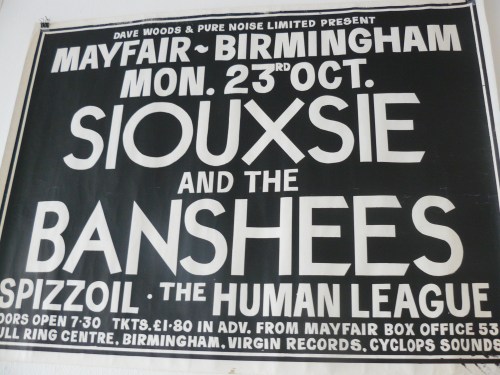 DAVE WOODS & PURE NOISE LIMITED PRESENT
MAYFAIR~BIRMINGHAM
MON. 23RD OCT.
SIOUXSIE
AND THE
BANSHEES
SPIZZOIL · THE HUMAN LEAGUE
OORS OPEN 7·30 TKTS.£1·80 IN ADV. FROM MAYFAIR BOX OFFICE 53
ULL RING CENTRE, BIRMINGHAM, VIRGIN RECORDS, CYCLOPS SOUNDS